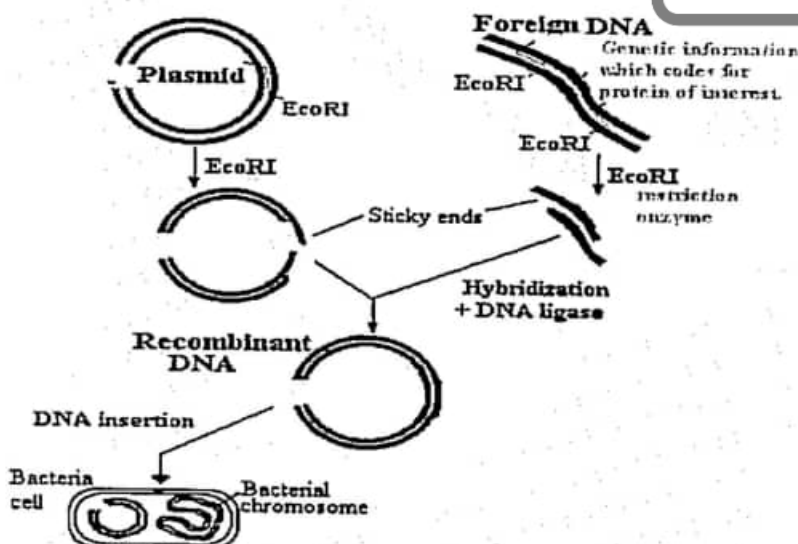 Foreign DNA
Genetic information
which codes for
protein of interest.
Plasmid
EcoRI
EcoRI
EcoRI
EcoRI
EcoRI
restriction
enzyme
Sticky ends
Hybridization
+ DNA ligase
Recombinant
DNA
DNA insertion
Bacteria
cell
Bacterial
chromosome